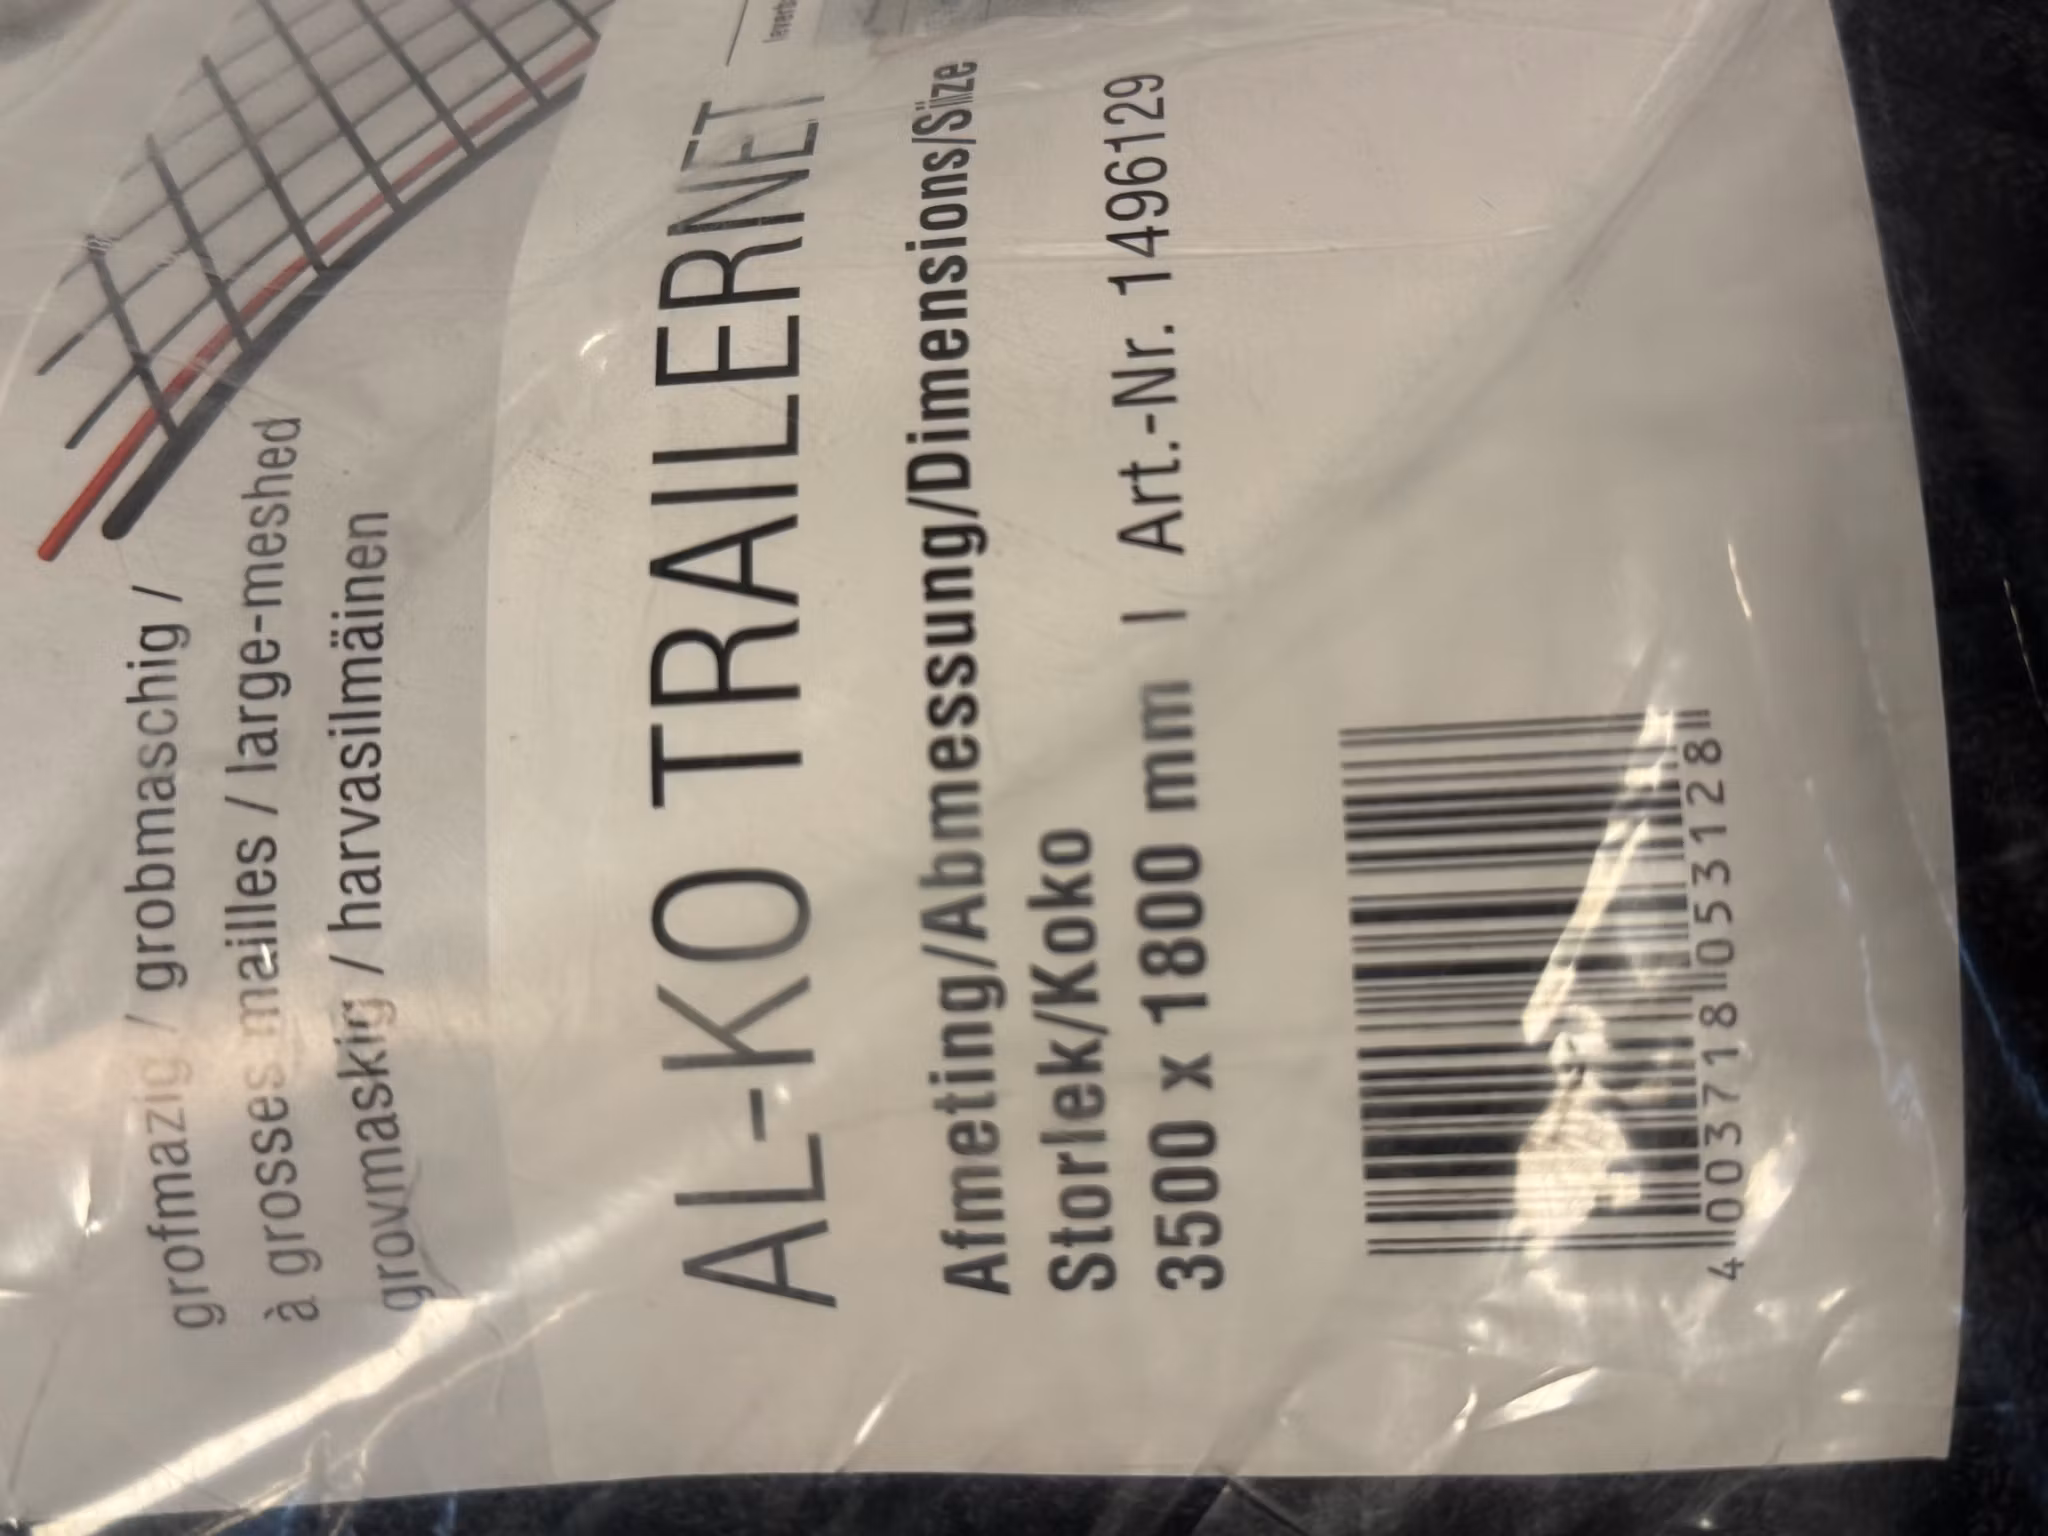 grofmazig / grobmaschig /
à grosses mailles / large-meshed
grovmaskig / harvasilmäinen
AL-KO TRAILERNET
Afmeting/Abmessung/Dimensions/Size
Storlek/Koko
3500 x 1800 mm | Art.-Nr. 1496129
4 003718 053128